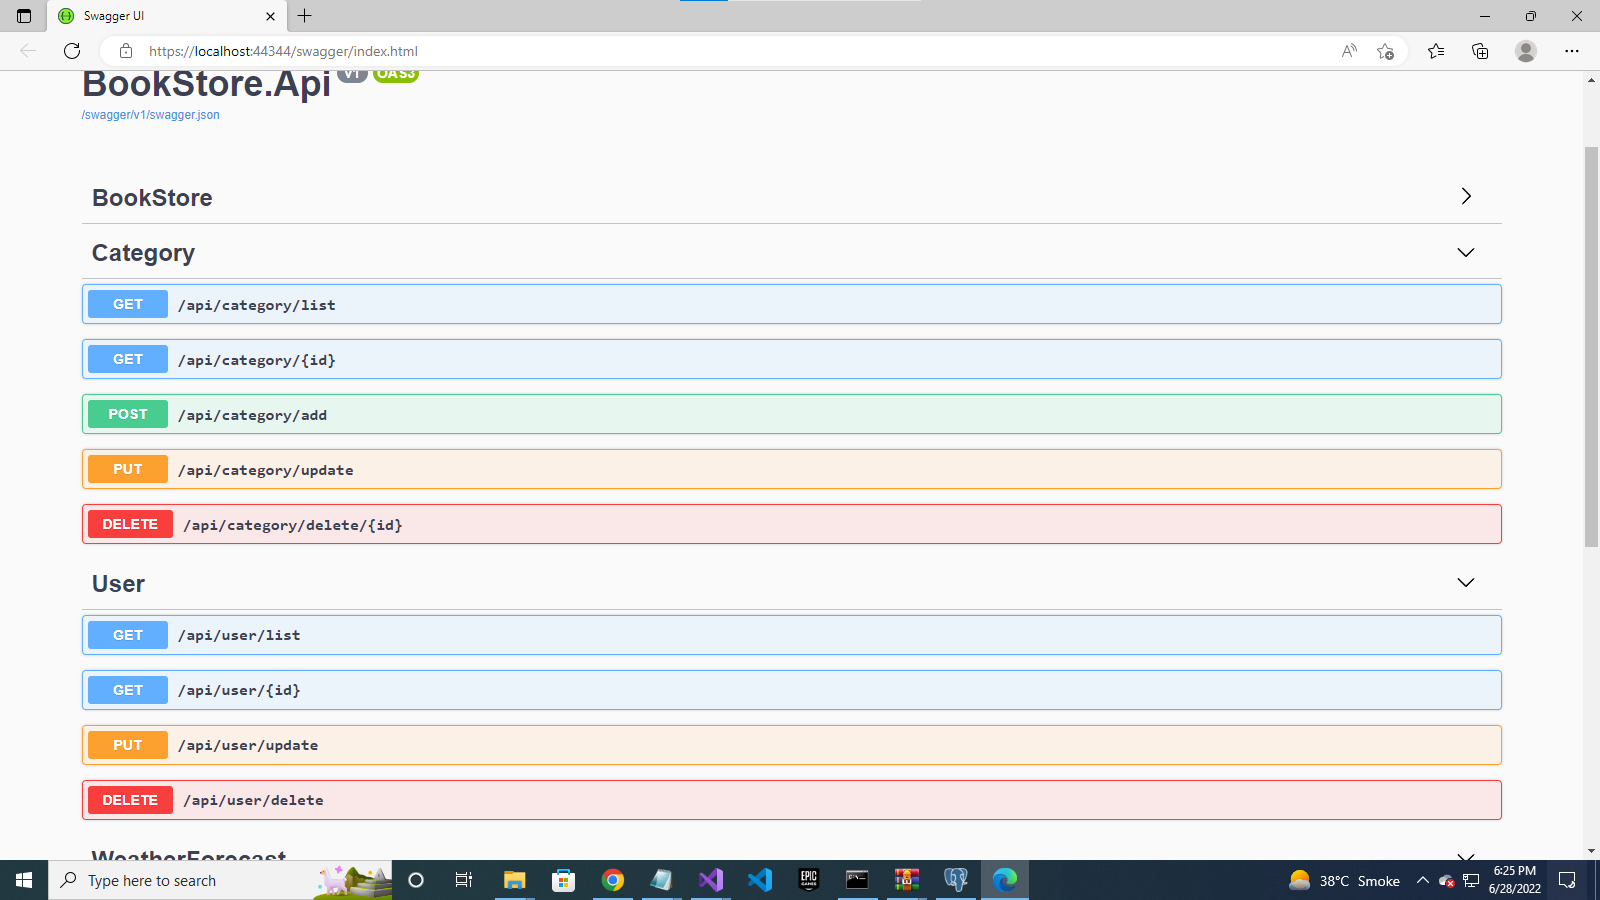 Swagger UI
https://localhost:44344/swagger/index.html
BookStore.Api v1 OAS3
/swagger/v1/swagger.json
BookStore
Category
GET /api/category/list
GET /api/category/{id}
POST /api/category/add
PUT /api/category/update
DELETE /api/category/delete/{id}
User
GET /api/user/list
GET /api/user/{id}
PUT /api/user/update
DELETE /api/user/delete
WeatherForecast
Type here to search
EPIC GAMES
38°C Smoke
6:25 PM
6/28/2022